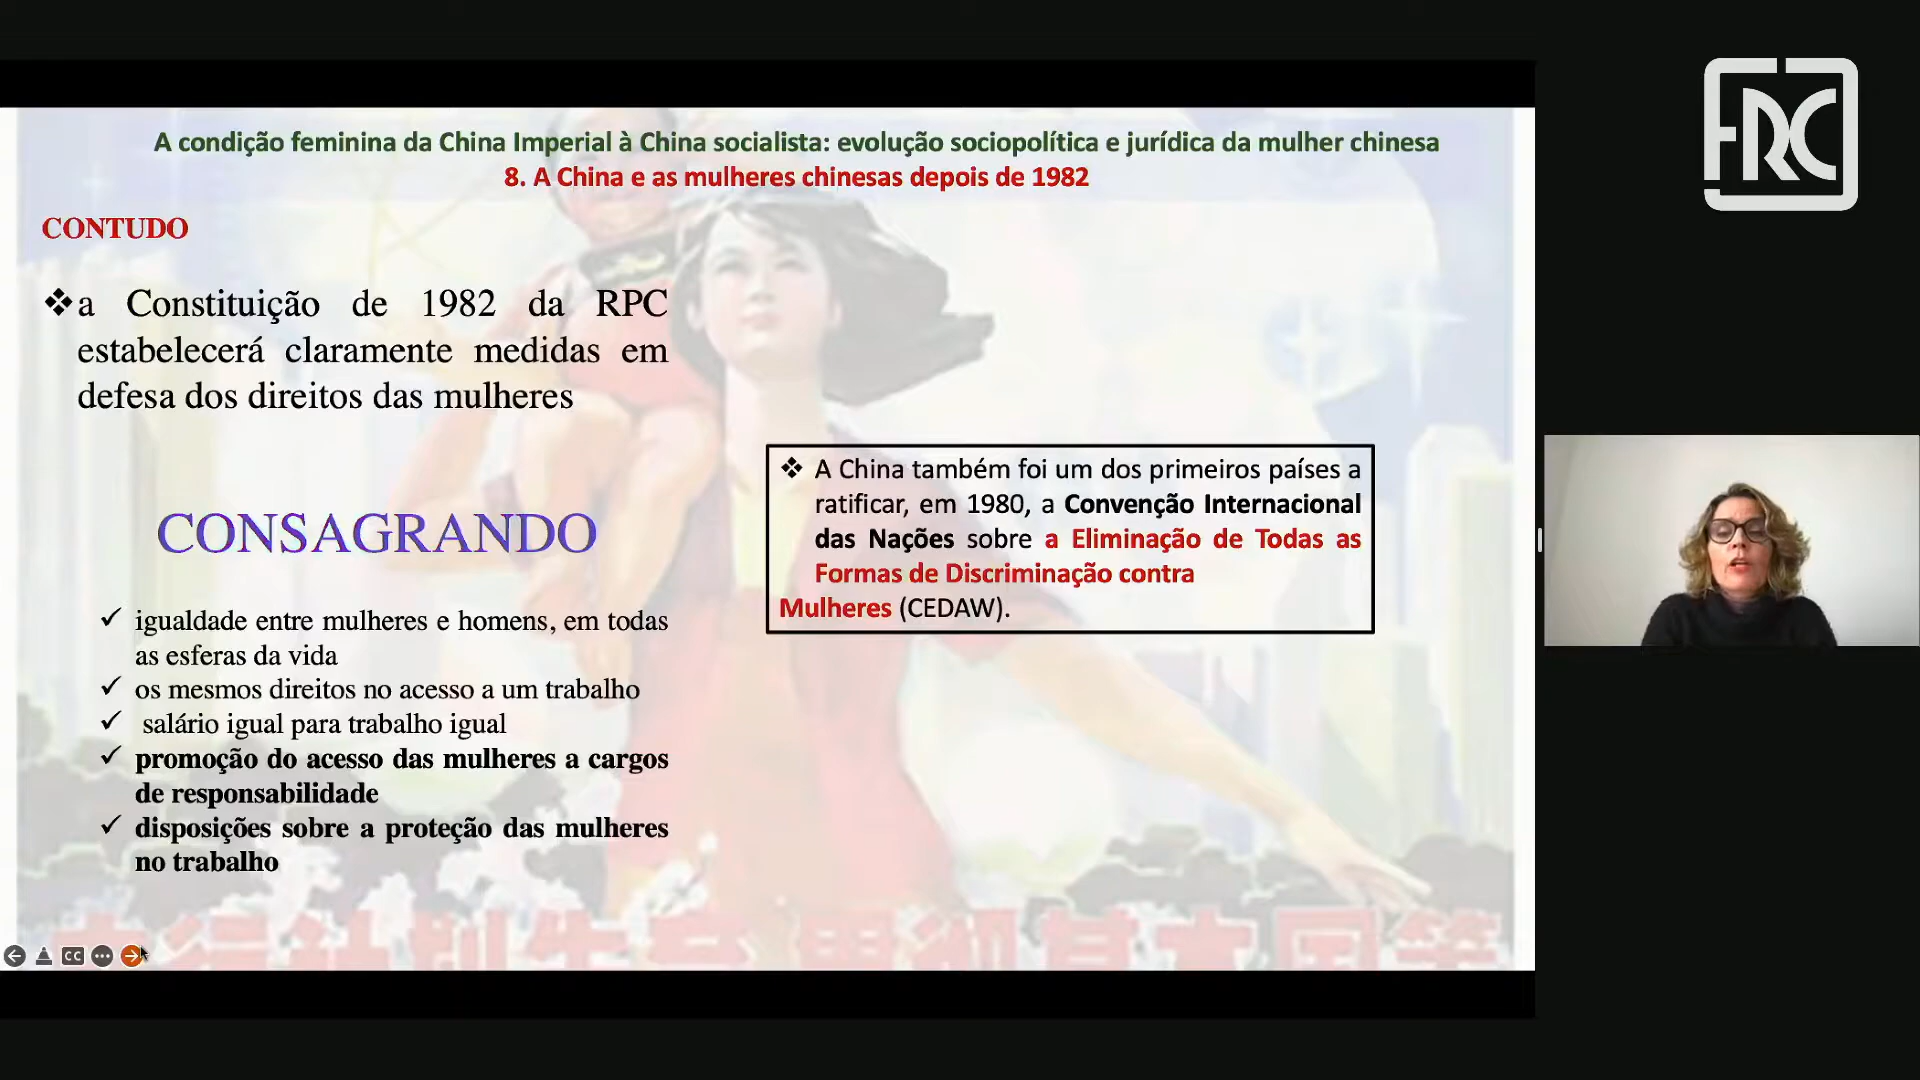 A condição feminina da China Imperial à China socialista: evolução sociopolítica e jurídica da mulher chinesa
8. A China e as mulheres chinesas depois de 1982
CONTUDO
❖ a Constituição de 1982 da RPC
estabelecerá claramente medidas em
defesa dos direitos das mulheres
CONSAGRANDO
✓ igualdade entre mulheres e homens, em todas
as esferas da vida
✓ os mesmos direitos no acesso a um trabalho
✓ salário igual para trabalho igual
✓ promoção do acesso das mulheres a cargos
de responsabilidade
✓ disposições sobre a proteção das mulheres
no trabalho
❖ A China também foi um dos primeiros países a
ratificar, em 1980, a Convenção Internacional
das Nações sobre a Eliminação de Todas as
Formas de Discriminação contra
Mulheres (CEDAW).
CC
FRC